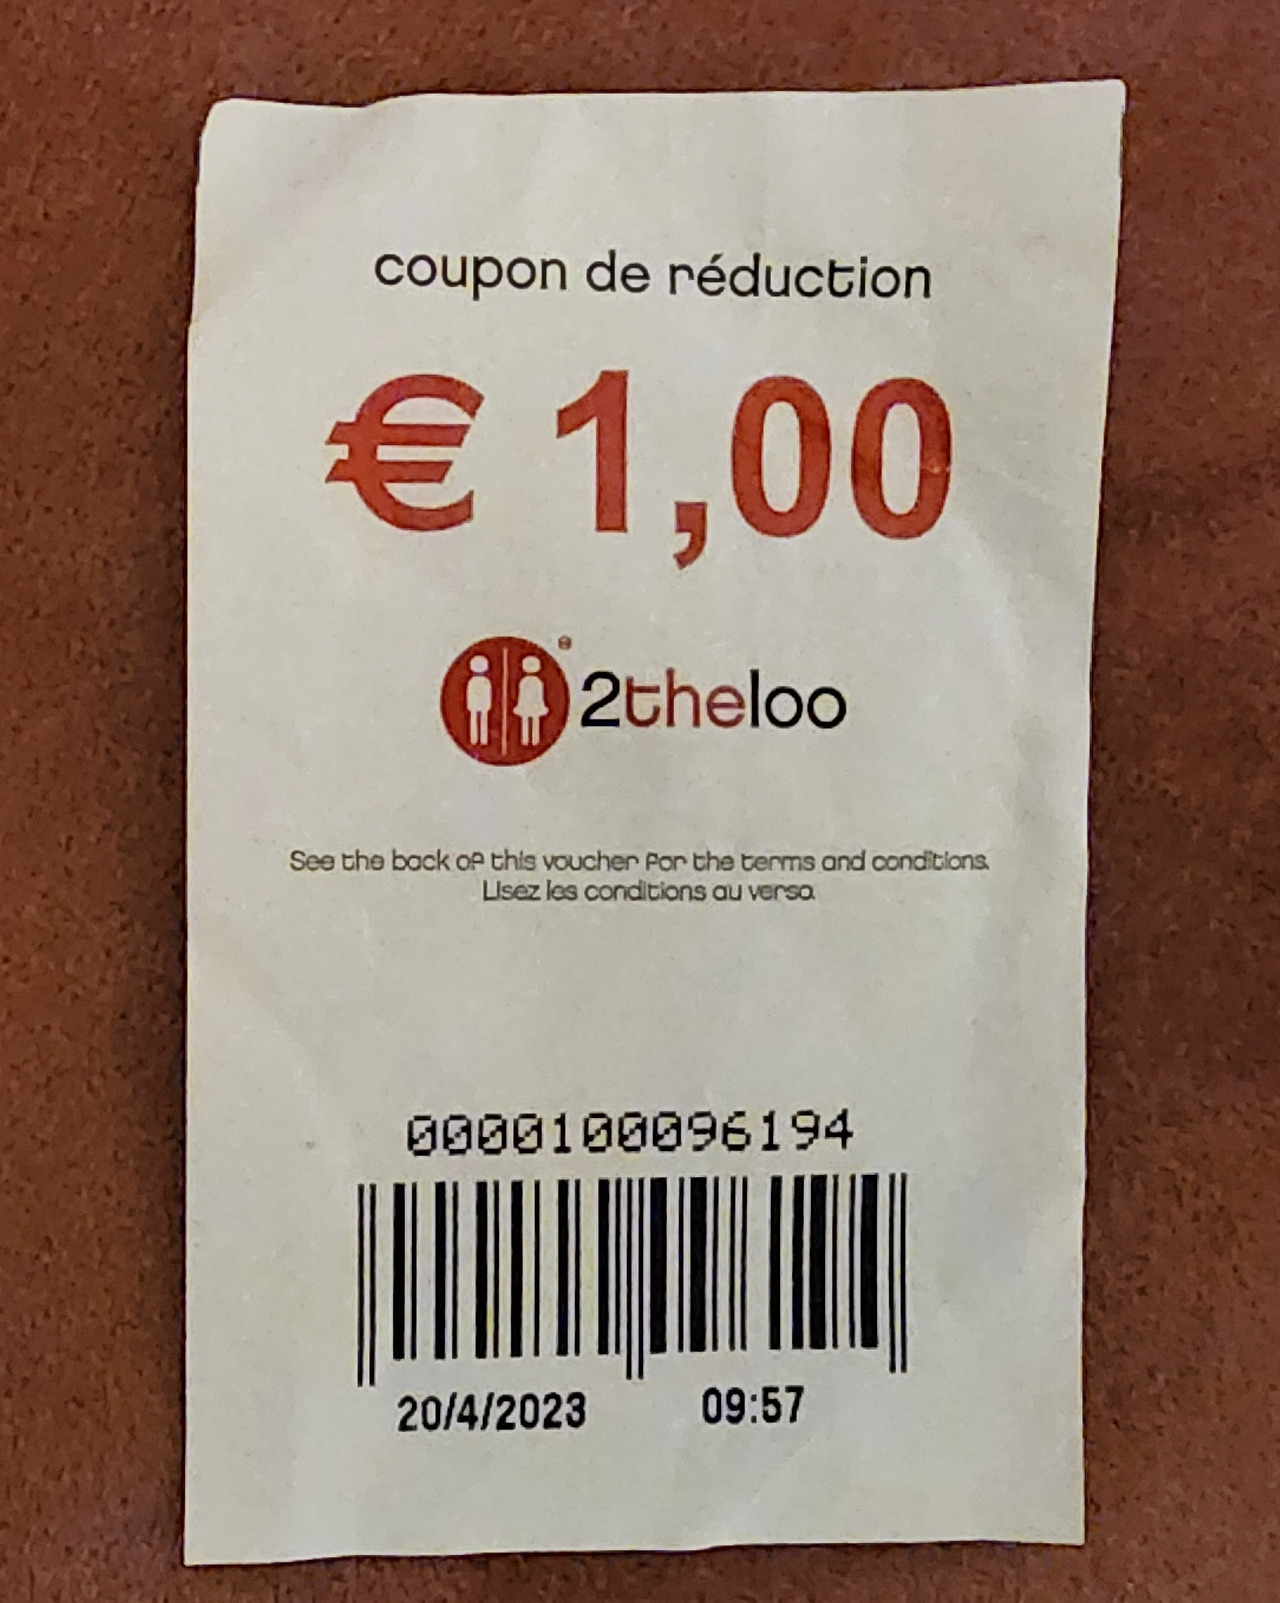 coupon de réduction
€ 1,00
® 2theloo
See the back of this voucher for the terms and conditions.
Lisez les conditions au verso.
0000100096194
20/4/2023 09:57